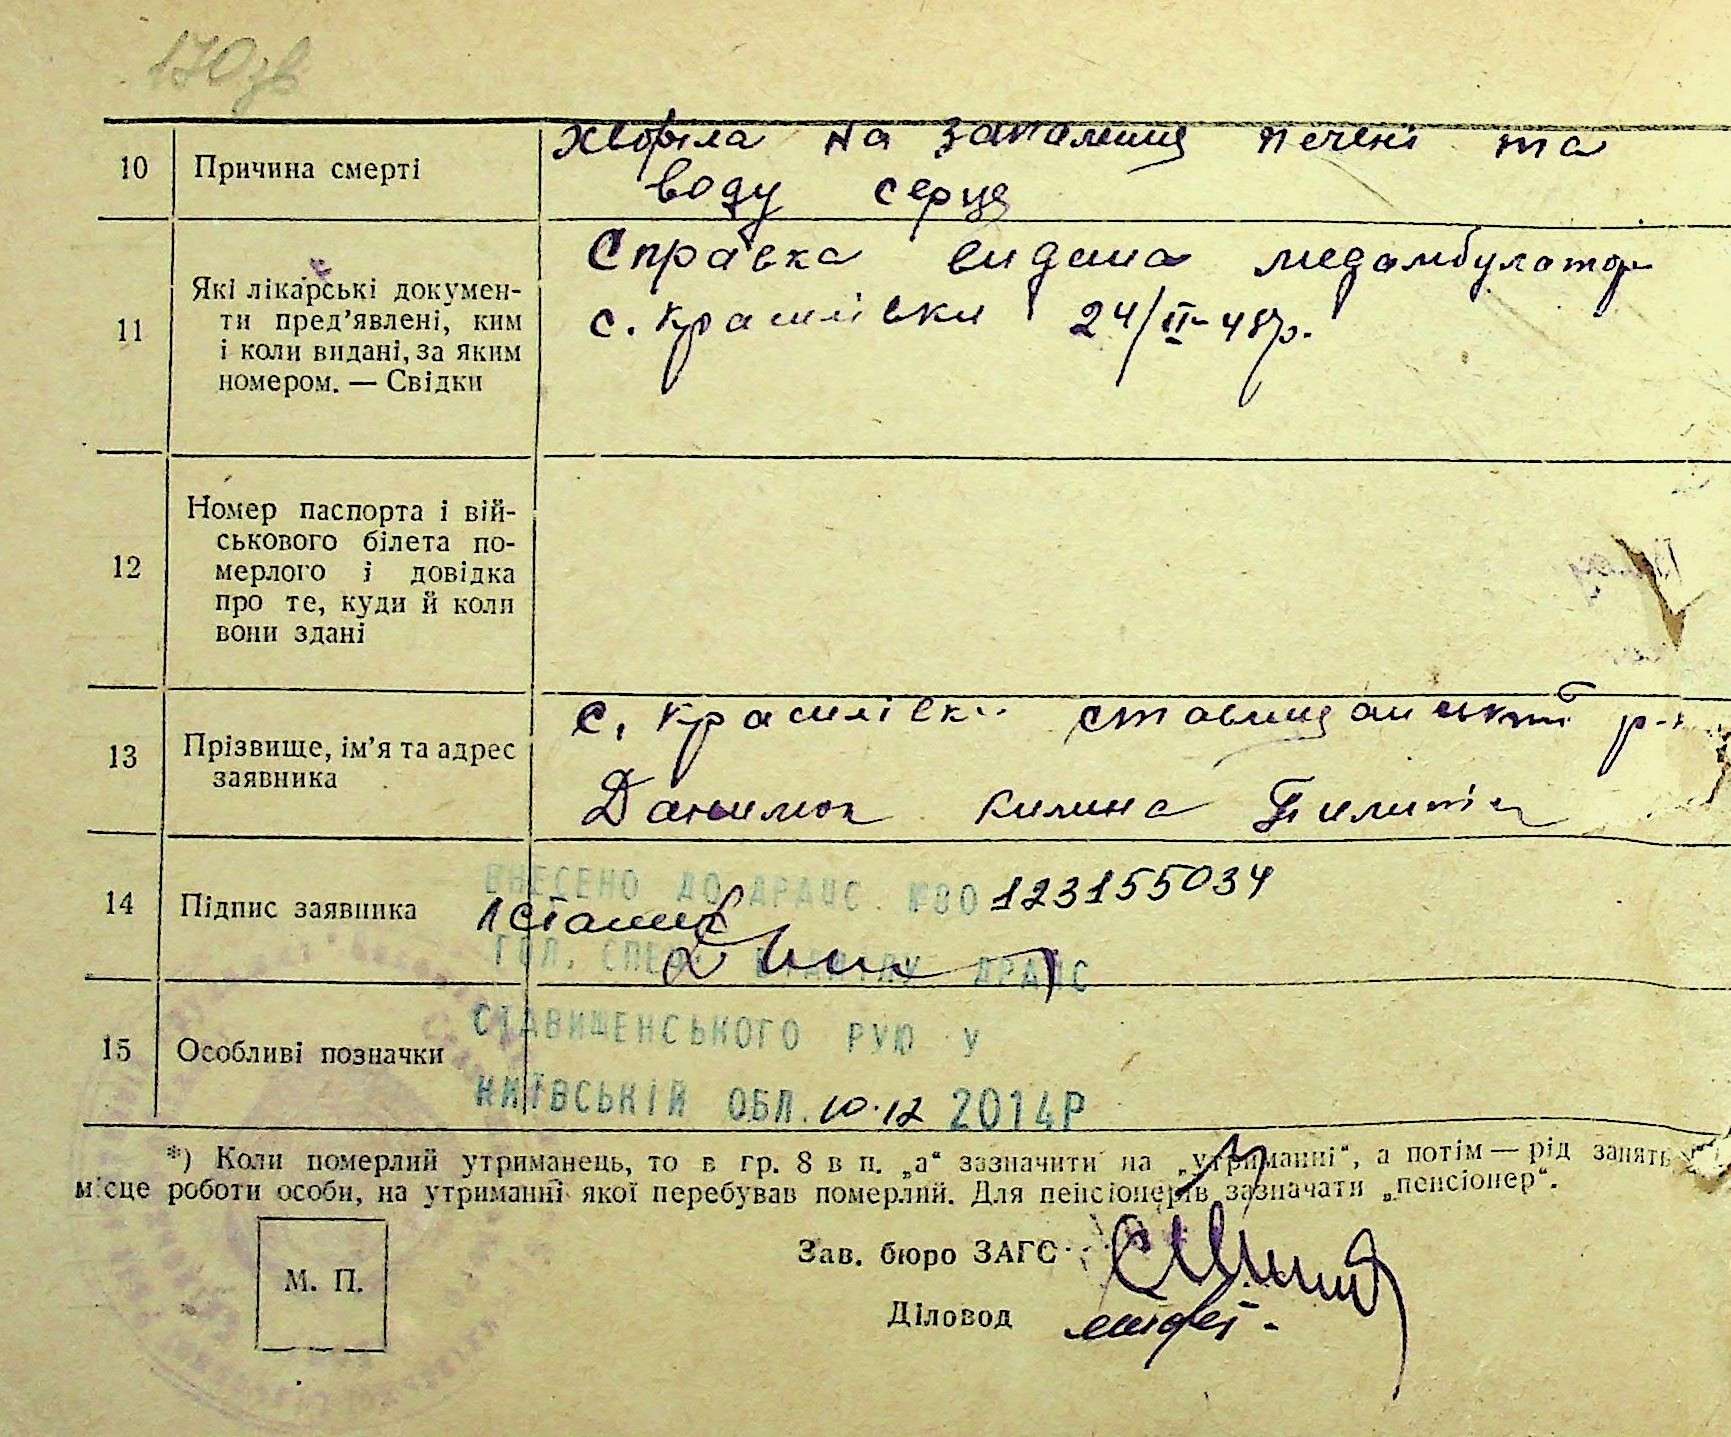 170зв
10 Причина смерті
Хворіла на запаления печені та
воду серця
11 Які лікарські докумен-
ти пред’явлені, ким
і коли видані, за яким
номером. — Свідки
Справка видана медамбулатор
с. Красилівки 24/II-48р.
12 Номер паспорта і вій-
ськового білета по-
мерлого і довідка
про те, куди й коли
вони здані
13 Прізвище, ім’я та адрес
заявника
с. Красилівка Ставищанський р-н
Данилюк Килина
14 Підпис заявника
ВНЕСЕНО ДО ДРАЦС. №00123155034
ГОЛ. СПЕЦ. ВІДДІЛУ ДРАЦС
15 Особливі позначки
СТАВИЩЕНСЬКОГО РУЮ У
КИЇВСЬКІЙ ОБЛ. 10.12 2014Р
*) Коли померлий утриманець, то в гр. 8 в п. „а“ зазначити на „утриманні“, а потім — рід занять
місце роботи особи, на утриманні якої перебував померлий. Для пенсіонерів зазначати „пенсіонер“.
М. П.
Зав. бюро ЗАГС
Діловод